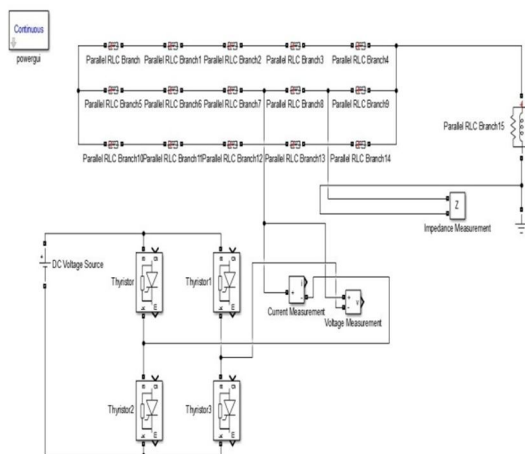 Continuous
powergui
Parallel RLC Branch Parallel RLC Branch1 Parallel RLC Branch2 Parallel RLC Branch3 Parallel RLC Branch4
Parallel RLC Branch5 Parallel RLC Branch6 Parallel RLC Branch7 Parallel RLC Branch8 Parallel RLC Branch9
Parallel RLC Branch15
Parallel RLC Branch10 Parallel RLC Branch11 Parallel RLC Branch12 Parallel RLC Branch13 Parallel RLC Branch14
Z
Impedance Measurement
DC Voltage Source
Thyristor
Thyristor1
i
v
Current Measurement
Voltage Measurement
Thyristor2
Thyristor3